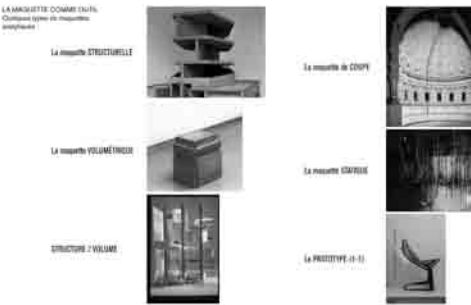 LA MAQUETTE COMME OUTIL
Quelques types de maquettes
analytiques
La maquette STRUCTURELLE
La maquette de COUPE
La maquette VOLUMÉTRIQUE
La maquette STATIQUE
STRUCTURE / VOLUME
Le PROTOTYPE (1-1)